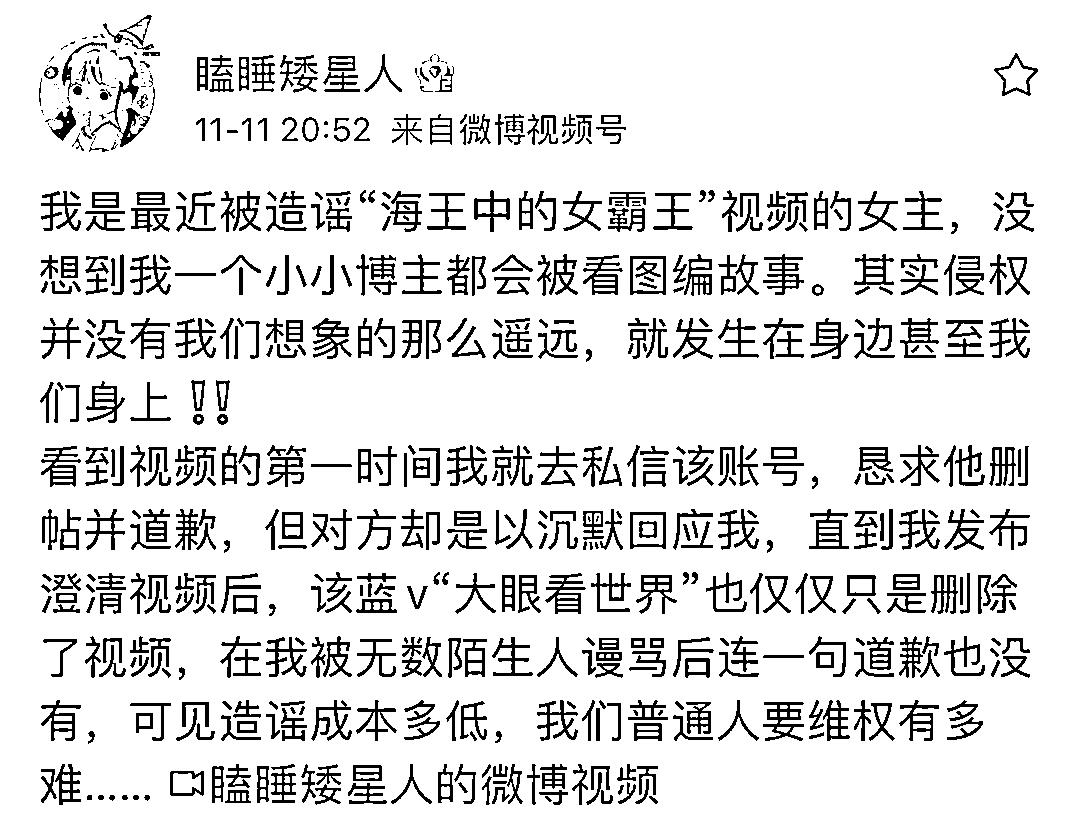 瞌睡矮星人
11-11 20:52 来自微博视频号
我是最近被造谣“海王中的女霸王”视频的女主，没
想到我一个小小博主都会被看图编故事。其实侵权
并没有我们想象的那么遥远，就发生在身边甚至我
们身上‼️
看到视频的第一时间我就去私信该账号，恳求他删
帖并道歉，但对方却是以沉默回应我，直到我发布
澄清视频后，该蓝v“大眼看世界”也仅仅只是删除
了视频，在我被无数陌生人谩骂后连一句道歉也没
有，可见造谣成本多低，我们普通人要维权有多
难…… 瞌睡矮星人的微博视频